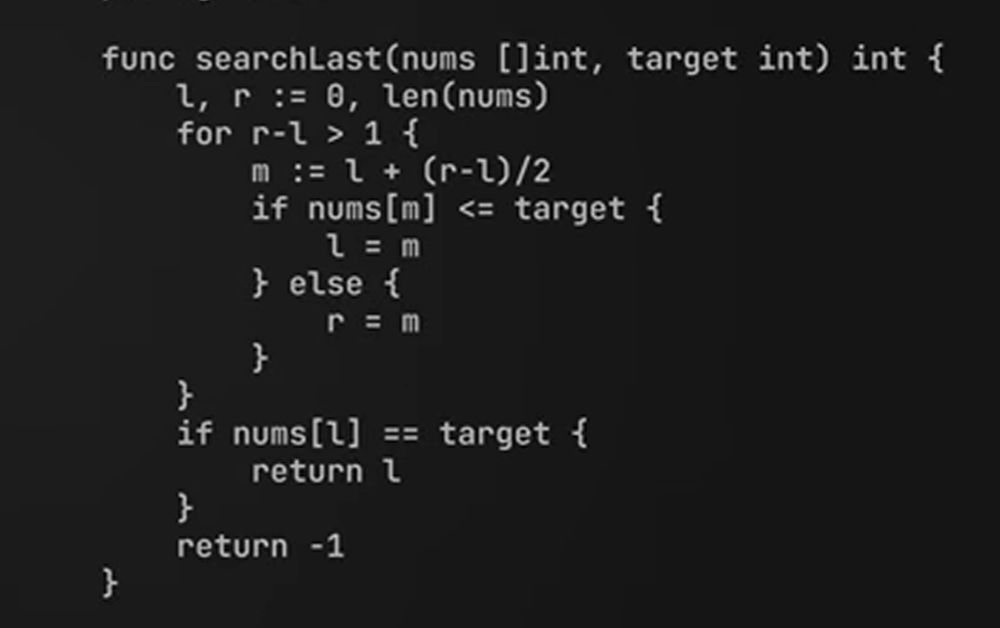 func searchLast(nums []int, target int) int {
    l, r := 0, len(nums)
    for r-l > 1 {
        m := l + (r-l)/2
        if nums[m] <= target {
            l = m
        } else {
            r = m
        }
    }
    if nums[l] == target {
        return l
    }
    return -1
}